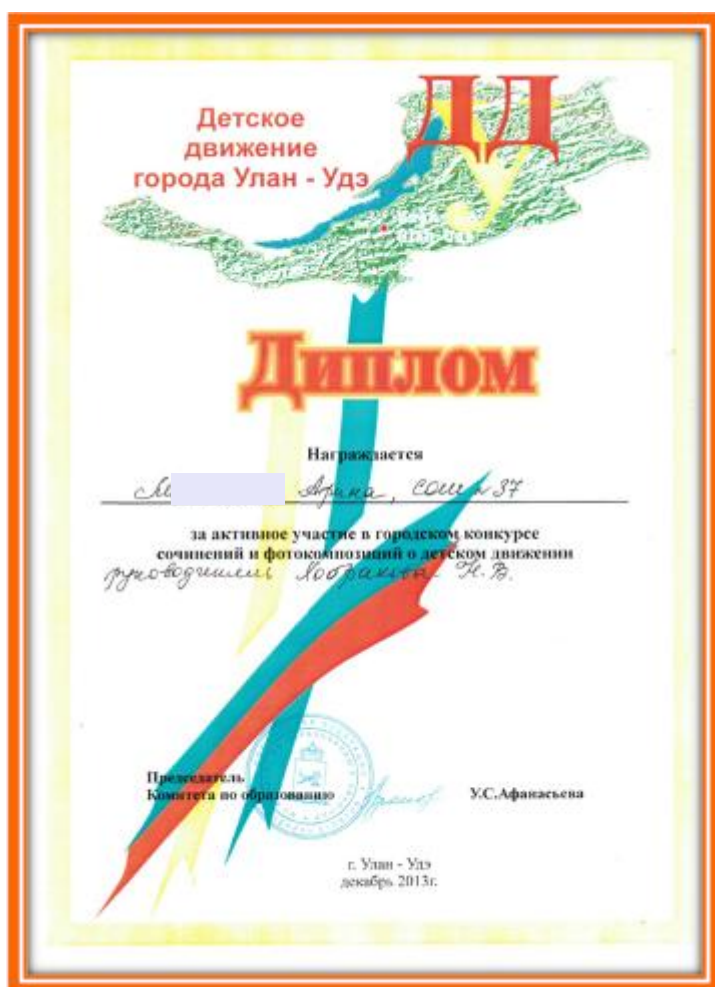 Детское
движение
города Улан - Удэ
ДДУ
Диплом
Награждается
Арина, СОШ № 37
за активное участие в городском конкурсе
сочинений и фотокомпозиций о детском движении
руководитель Н.В.
Председатель
Комитета по образованию У.С.Афанасьева
г. Улан - Удэ
декабрь 2013г.